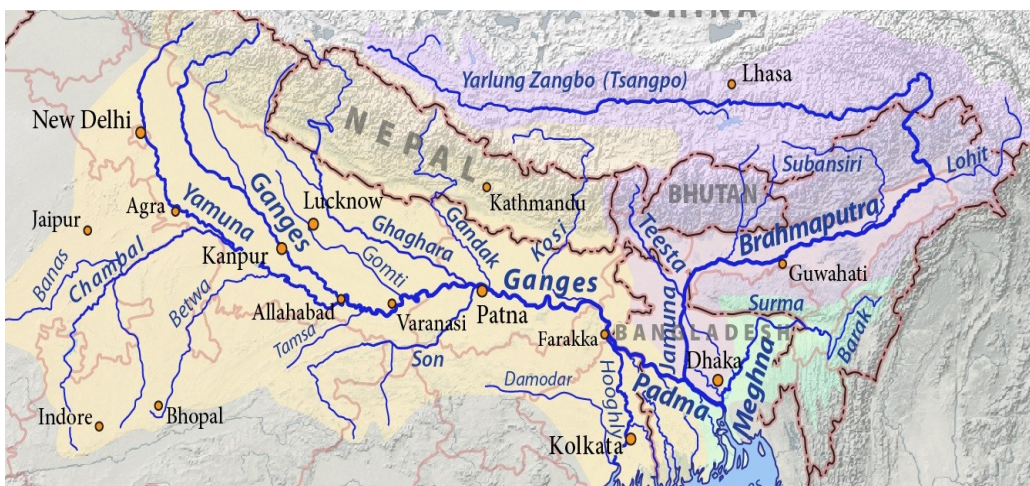 CHINA
Yarlung Zangbo (Tsangpo)
Lhasa
New Delhi
NEPAL
Subansiri
Lohit
BHUTAN
Lucknow
Kathmandu
Agra
Yamuna
Ganges
Jaipur
Ghaghara
Gandak
Kosi
Teesta
Brahmaputra
Kanpur
Gomti
Guwahati
Banas
Chambal
Betwa
Ganges
Jamuna
Surma
Allahabad
Varanasi
Patna
Farakka
BANGLADESH
Barak
Tamsa
Son
Dhaka
Meghna
Damodar
Hooghly
Padma
Indore
Bhopal
Kolkata